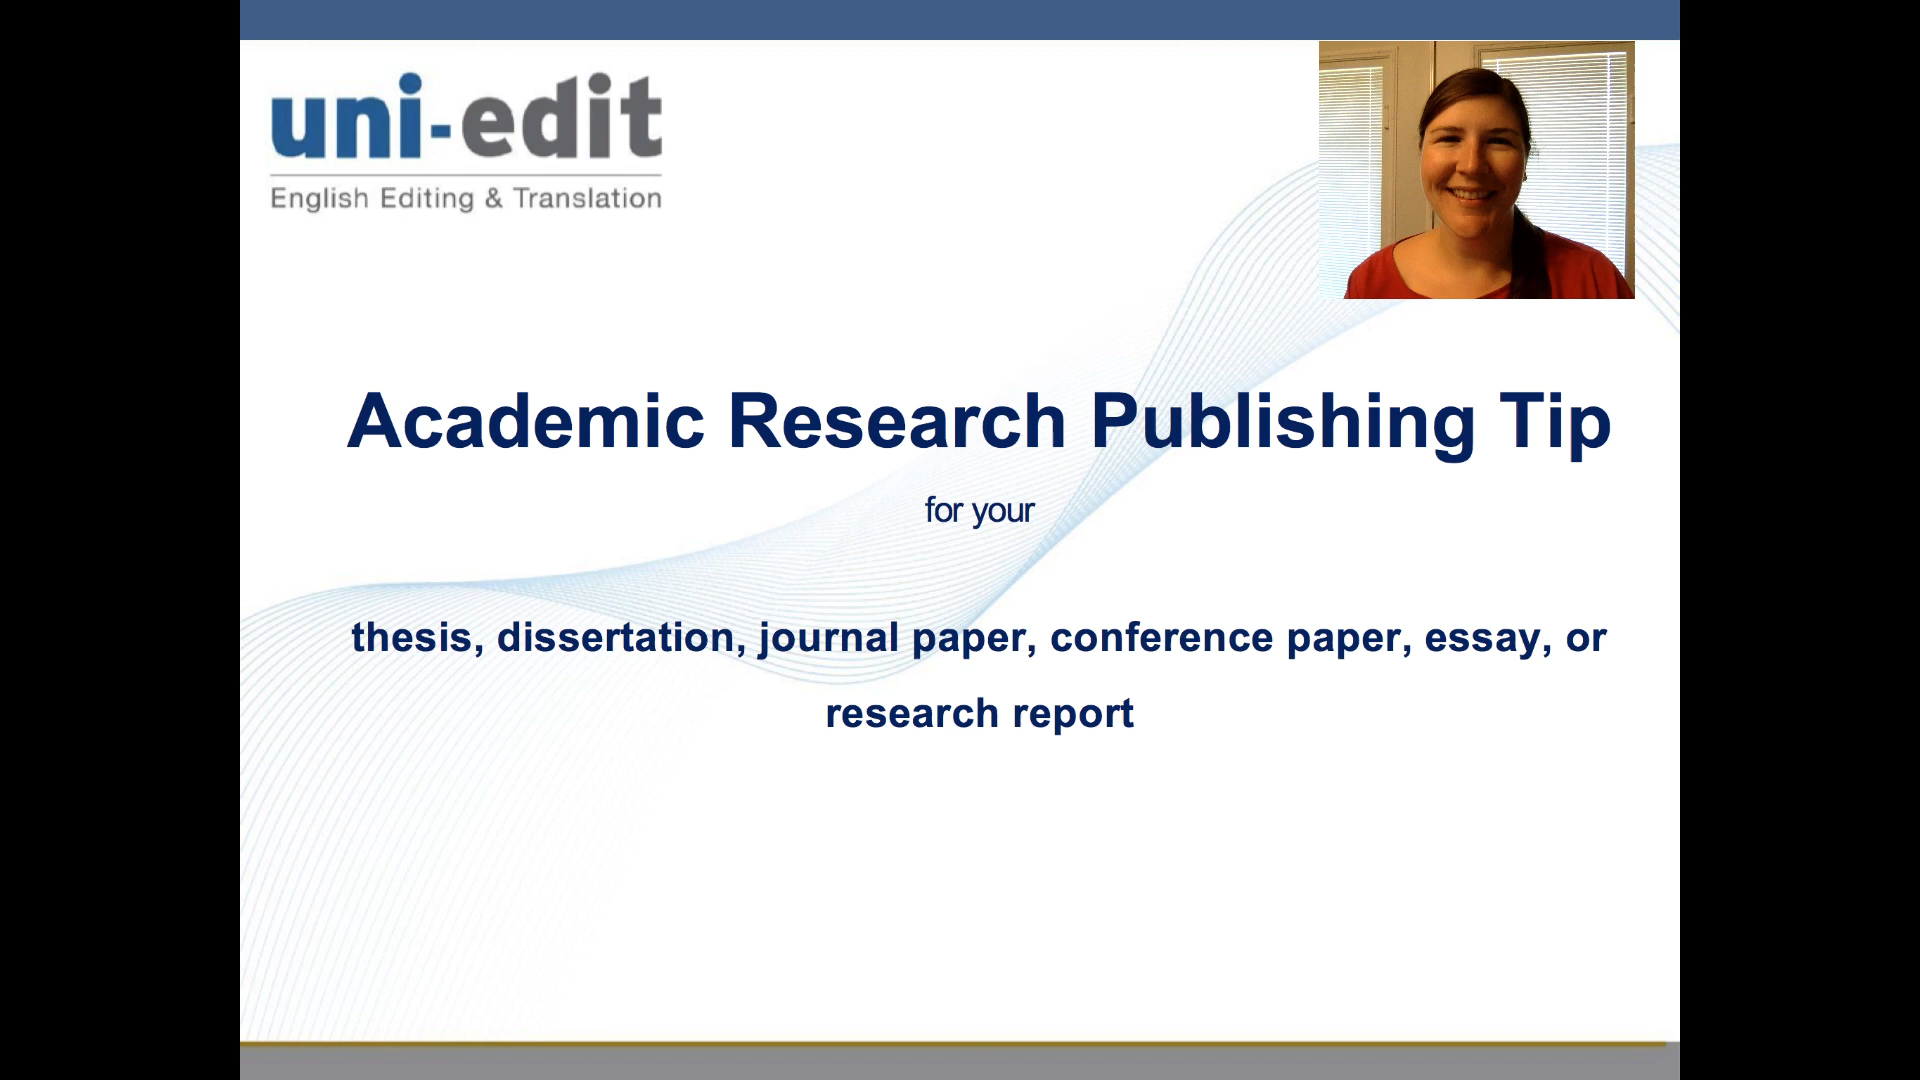 uni-edit
English Editing & Translation
Academic Research Publishing Tip
for your
thesis, dissertation, journal paper, conference paper, essay, or
research report